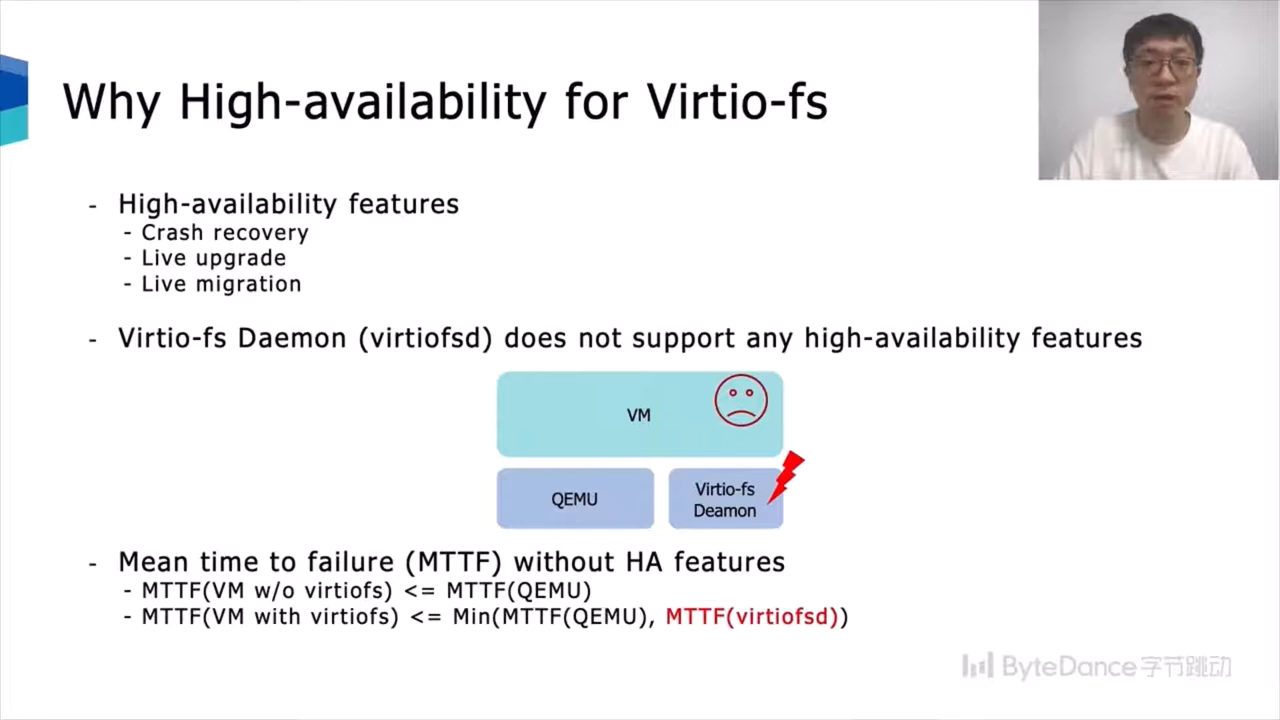 Why High-availability for Virtio-fs
- High-availability features
- Crash recovery
- Live upgrade
- Live migration
- Virtio-fs Daemon (virtiofsd) does not support any high-availability features
VM
QEMU
Virtio-fs
Deamon
- Mean time to failure (MTTF) without HA features
- MTTF(VM w/o virtiofs) <= MTTF(QEMU)
- MTTF(VM with virtiofs) <= Min(MTTF(QEMU), MTTF(virtiofsd))
ByteDance字节跳动